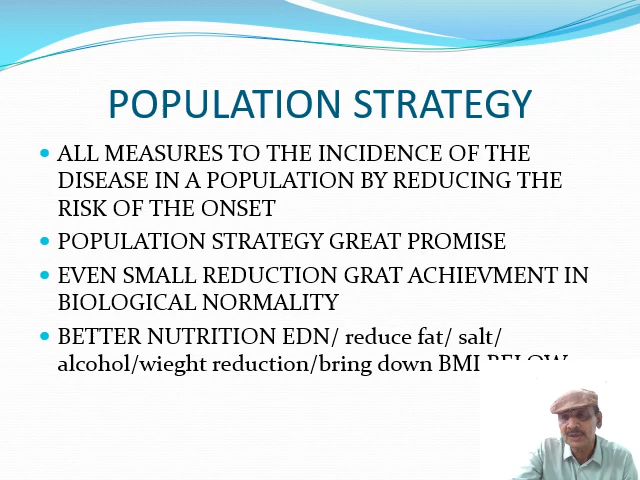 POPULATION STRATEGY
• ALL MEASURES TO THE INCIDENCE OF THE
DISEASE IN A POPULATION BY REDUCING THE
RISK OF THE ONSET
• POPULATION STRATEGY GREAT PROMISE
• EVEN SMALL REDUCTION GRAT ACHIEVMENT IN
BIOLOGICAL NORMALITY
• BETTER NUTRITION EDN/ reduce fat/ salt/
alcohol/wieght reduction/bring down BMI BELOW